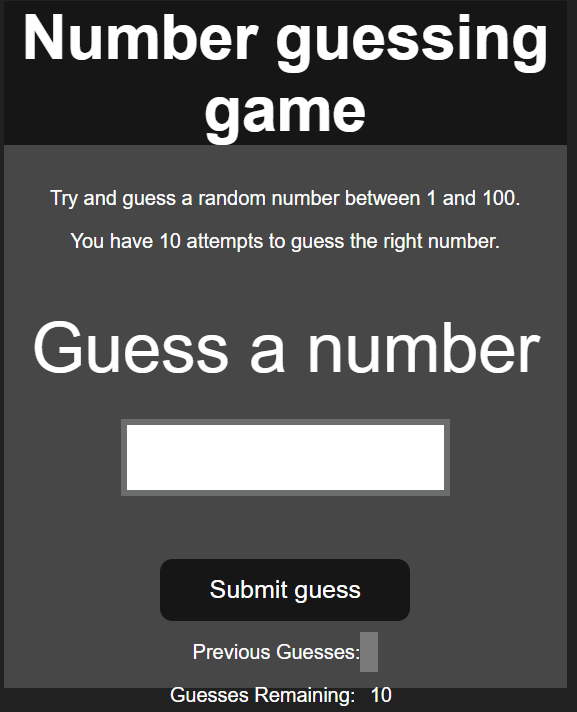 Number guessing
game
Try and guess a random number between 1 and 100.
You have 10 attempts to guess the right number.
Guess a number
Submit guess
Previous Guesses:
Guesses Remaining: 10